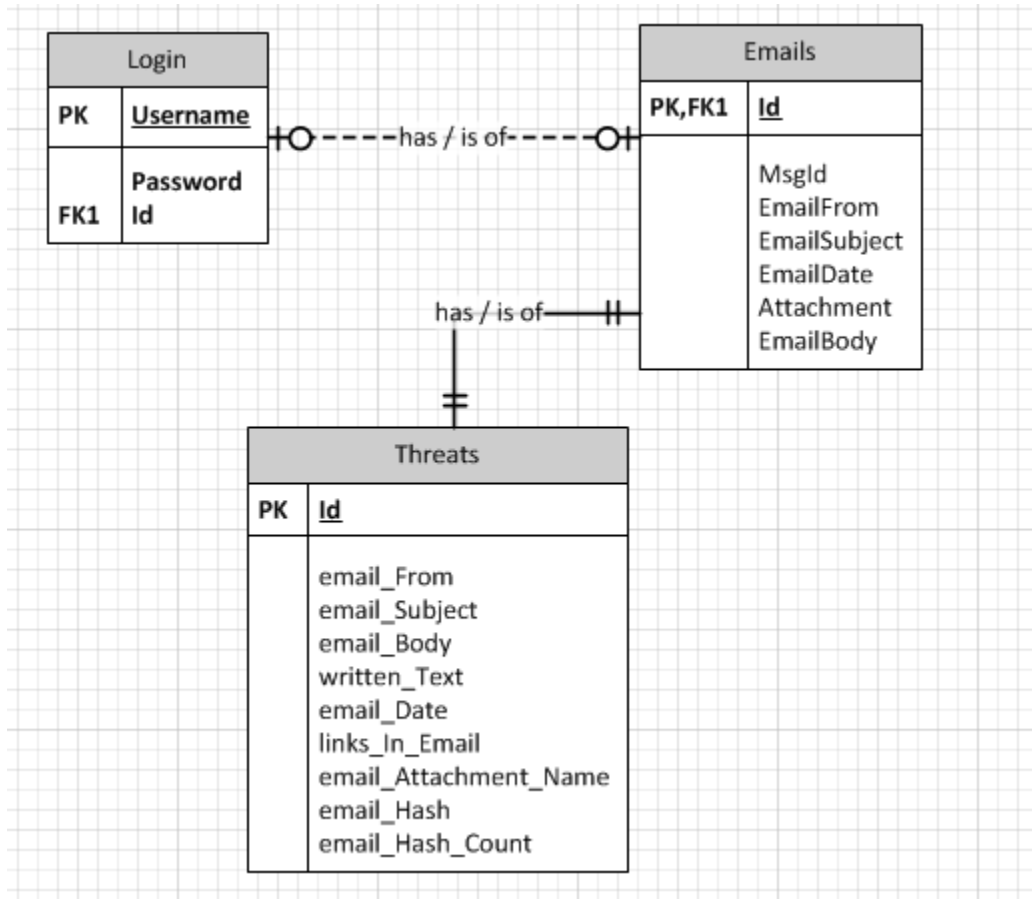 Login
PK Username
Password
FK1 Id
has / is of
Emails
PK,FK1 Id
MsgId
EmailFrom
EmailSubject
EmailDate
Attachment
EmailBody
has / is of
Threats
PK Id
email_From
email_Subject
email_Body
written_Text
email_Date
links_In_Email
email_Attachment_Name
email_Hash
email_Hash_Count